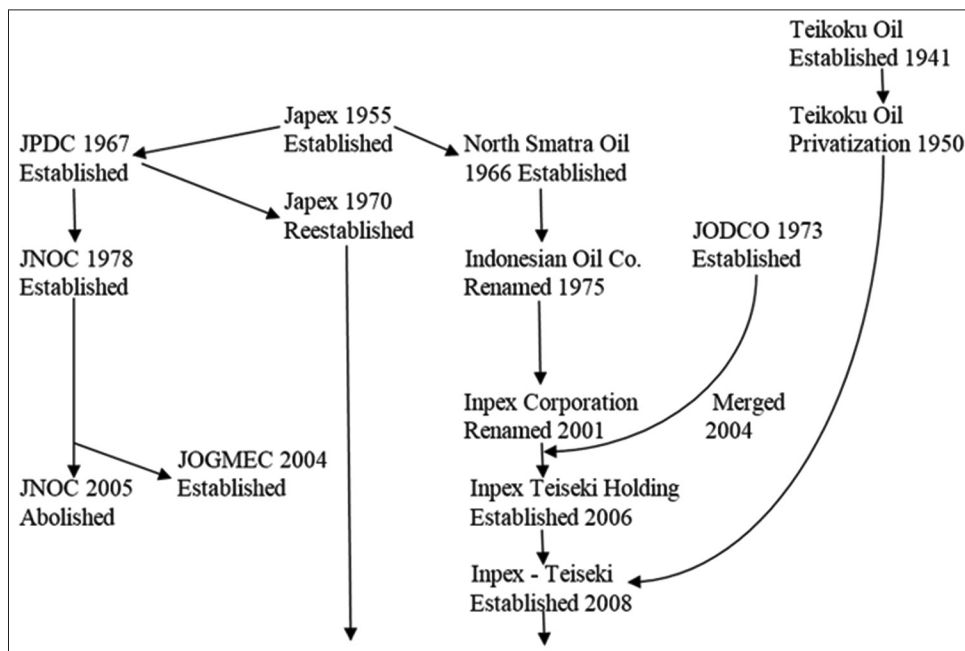 Teikoku Oil
Established 1941
Japex 1955
Established
Teikoku Oil
Privatization 1950
JPDC 1967
Established
North Smatra Oil
1966 Established
Japex 1970
Reestablished
JODCO 1973
Established
JNOC 1978
Established
Indonesian Oil Co.
Renamed 1975
Inpex Corporation
Renamed 2001
Merged
2004
JOGMEC 2004
Established
JNOC 2005
Abolished
Inpex Teiseki Holding
Established 2006
Inpex - Teiseki
Established 2008